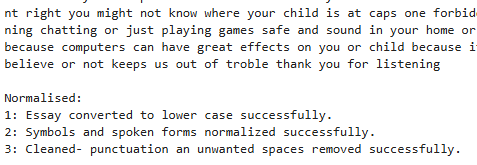 nt right you might not know where your child is at caps one forbid
ning chatting or just playing games safe and sound in your home or
because computers can have great effects on you or child because i
believe or not keeps us out of troble thank you for listening
Normalised:
1: Essay converted to lower case successfully.
2: Symbols and spoken forms normalized successfully.
3: Cleaned- punctuation an unwanted spaces removed successfully.